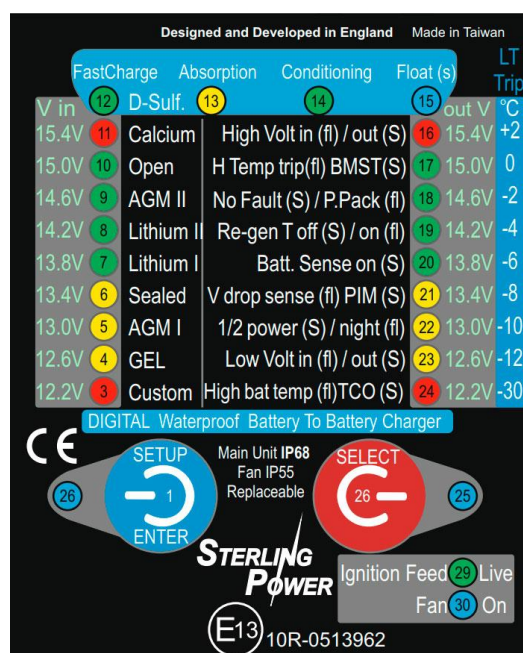 Designed and Developed in England Made in Taiwan
LT
FastCharge Absorption Conditioning Float (s) Trip
V in 12 D-Sulf. 13 14 15 out V °C
15.4V 11 Calcium High Volt in (fl) / out (S) 16 15.4V +2
15.0V 10 Open H Temp trip(fl) BMST(S) 17 15.0V 0
14.6V 9 AGM II No Fault (S) / P.Pack (fl) 18 14.6V -2
14.2V 8 Lithium II Re-gen T off (S) / on (fl) 19 14.2V -4
13.8V 7 Lithium I Batt. Sense on (S) 20 13.8V -6
13.4V 6 Sealed V drop sense (fl) PIM (S) 21 13.4V -8
13.0V 5 AGM I 1/2 power (S) / night (fl) 22 13.0V -10
12.6V 4 GEL Low Volt in (fl) / out (S) 23 12.6V -12
12.2V 3 Custom High bat temp (fl)TCO (S) 24 12.2V -30
DIGITAL Waterproof Battery To Battery Charger
CE
SETUP Main Unit IP68 SELECT
Fan IP55
26 1 Replaceable 26 25
ENTER
STERLING
POWER
Ignition Feed 29 Live
Fan 30 On
E13 10R-0513962